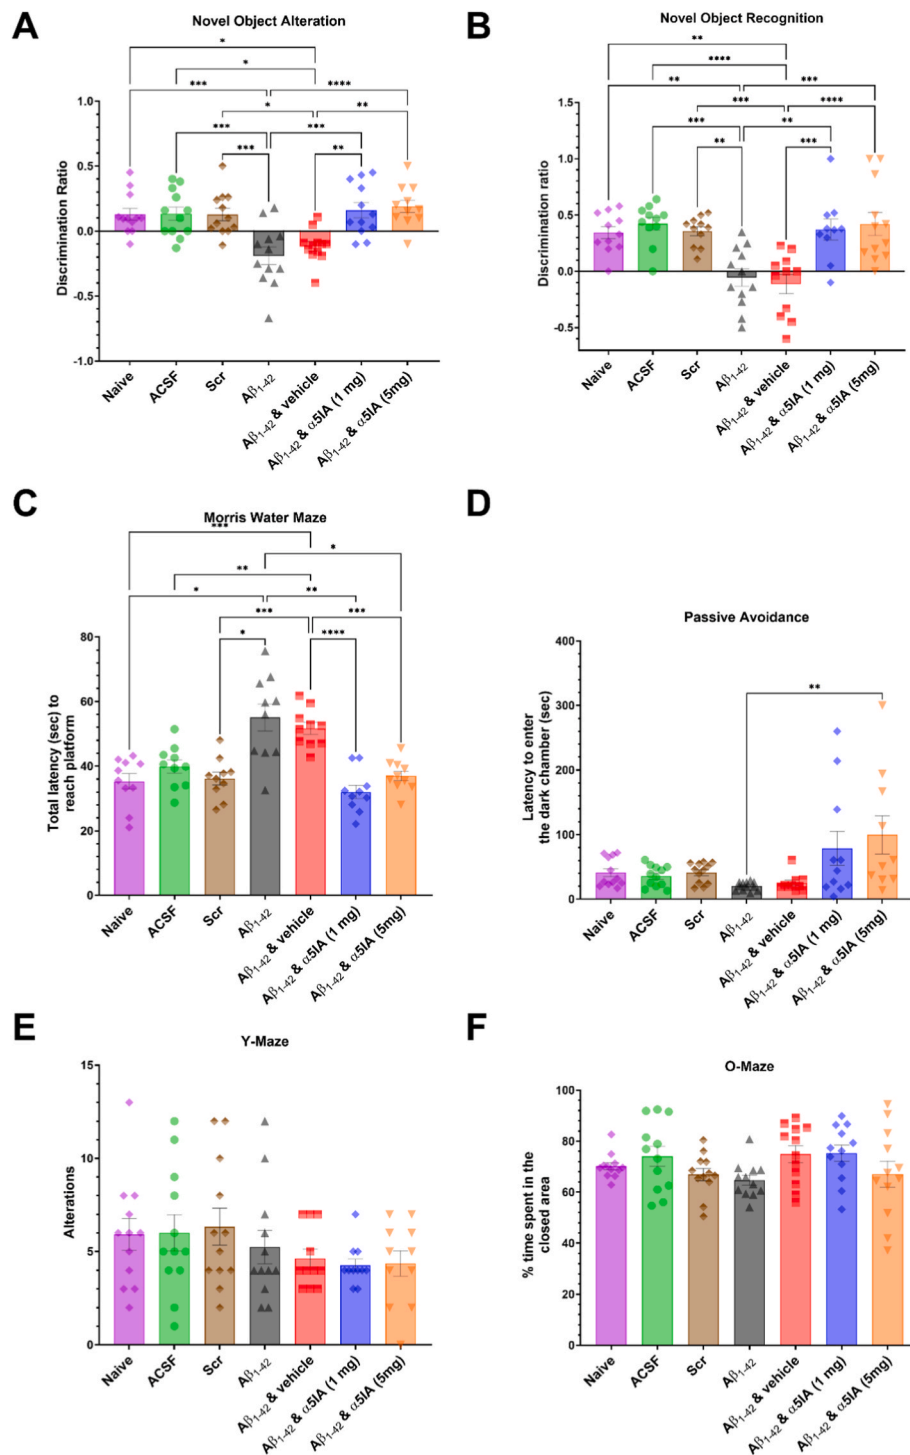 A
Novel Object Alteration
*
*
***
****
*
**
***
***
***
**
Discrimination Ratio
1.0
0.5
0.0
-0.5
-1.0
Naive
ACSF
Scr
Aβ1–42
Aβ1–42 & vehicle
Aβ1–42 & α5IA (1 mg)
Aβ1–42 & α5IA (5mg)
B
Novel Object Recognition
**
****
**
***
***
****
***
**
**
***
Discrimination ratio
1.5
1.0
0.5
0.0
-0.5
Naive
ACSF
Scr
Aβ1–42
Aβ1–42 & vehicle
Aβ1–42 & α5IA (1 mg)
Aβ1–42 & α5IA (5mg)
C
Morris Water Maze
***
*
**
*
**
***
***
*
****
Total latency (sec) to
reach platform
80
60
40
20
0
Naive
ACSF
Scr
Aβ1–42
Aβ1–42 & vehicle
Aβ1–42 & α5IA (1 mg)
Aβ1–42 & α5IA (5mg)
D
Passive Avoidance
**
Latency to enter
the dark chamber (sec)
400
300
200
100
0
Naive
ACSF
Scr
Aβ1–42
Aβ1–42 & vehicle
Aβ1–42 & α5IA (1 mg)
Aβ1–42 & α5IA (5mg)
E
Y-Maze
Alterations
15
10
5
0
Naive
ACSF
Scr
Aβ1–42
Aβ1–42 & vehicle
Aβ1–42 & α5IA (1 mg)
Aβ1–42 & α5IA (5mg)
F
O-Maze
% time spent in the
closed area
100
80
60
40
20
0
Naive
ACSF
Scr
Aβ1–42
Aβ1–42 & vehicle
Aβ1–42 & α5IA (1 mg)
Aβ1–42 & α5IA (5mg)